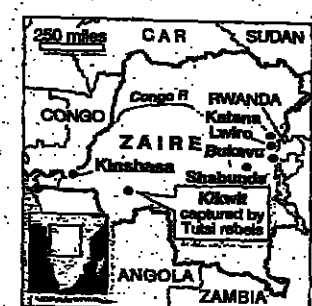 250 miles
CAR
SUDAN
Congo R
RWANDA
CONGO
Katana
Lwiro
ZAIRE
Bukavu
Kinshasa
Shabunda
Kikwit
captured by
Tutsi rebels
ANGOLA
ZAMBIA